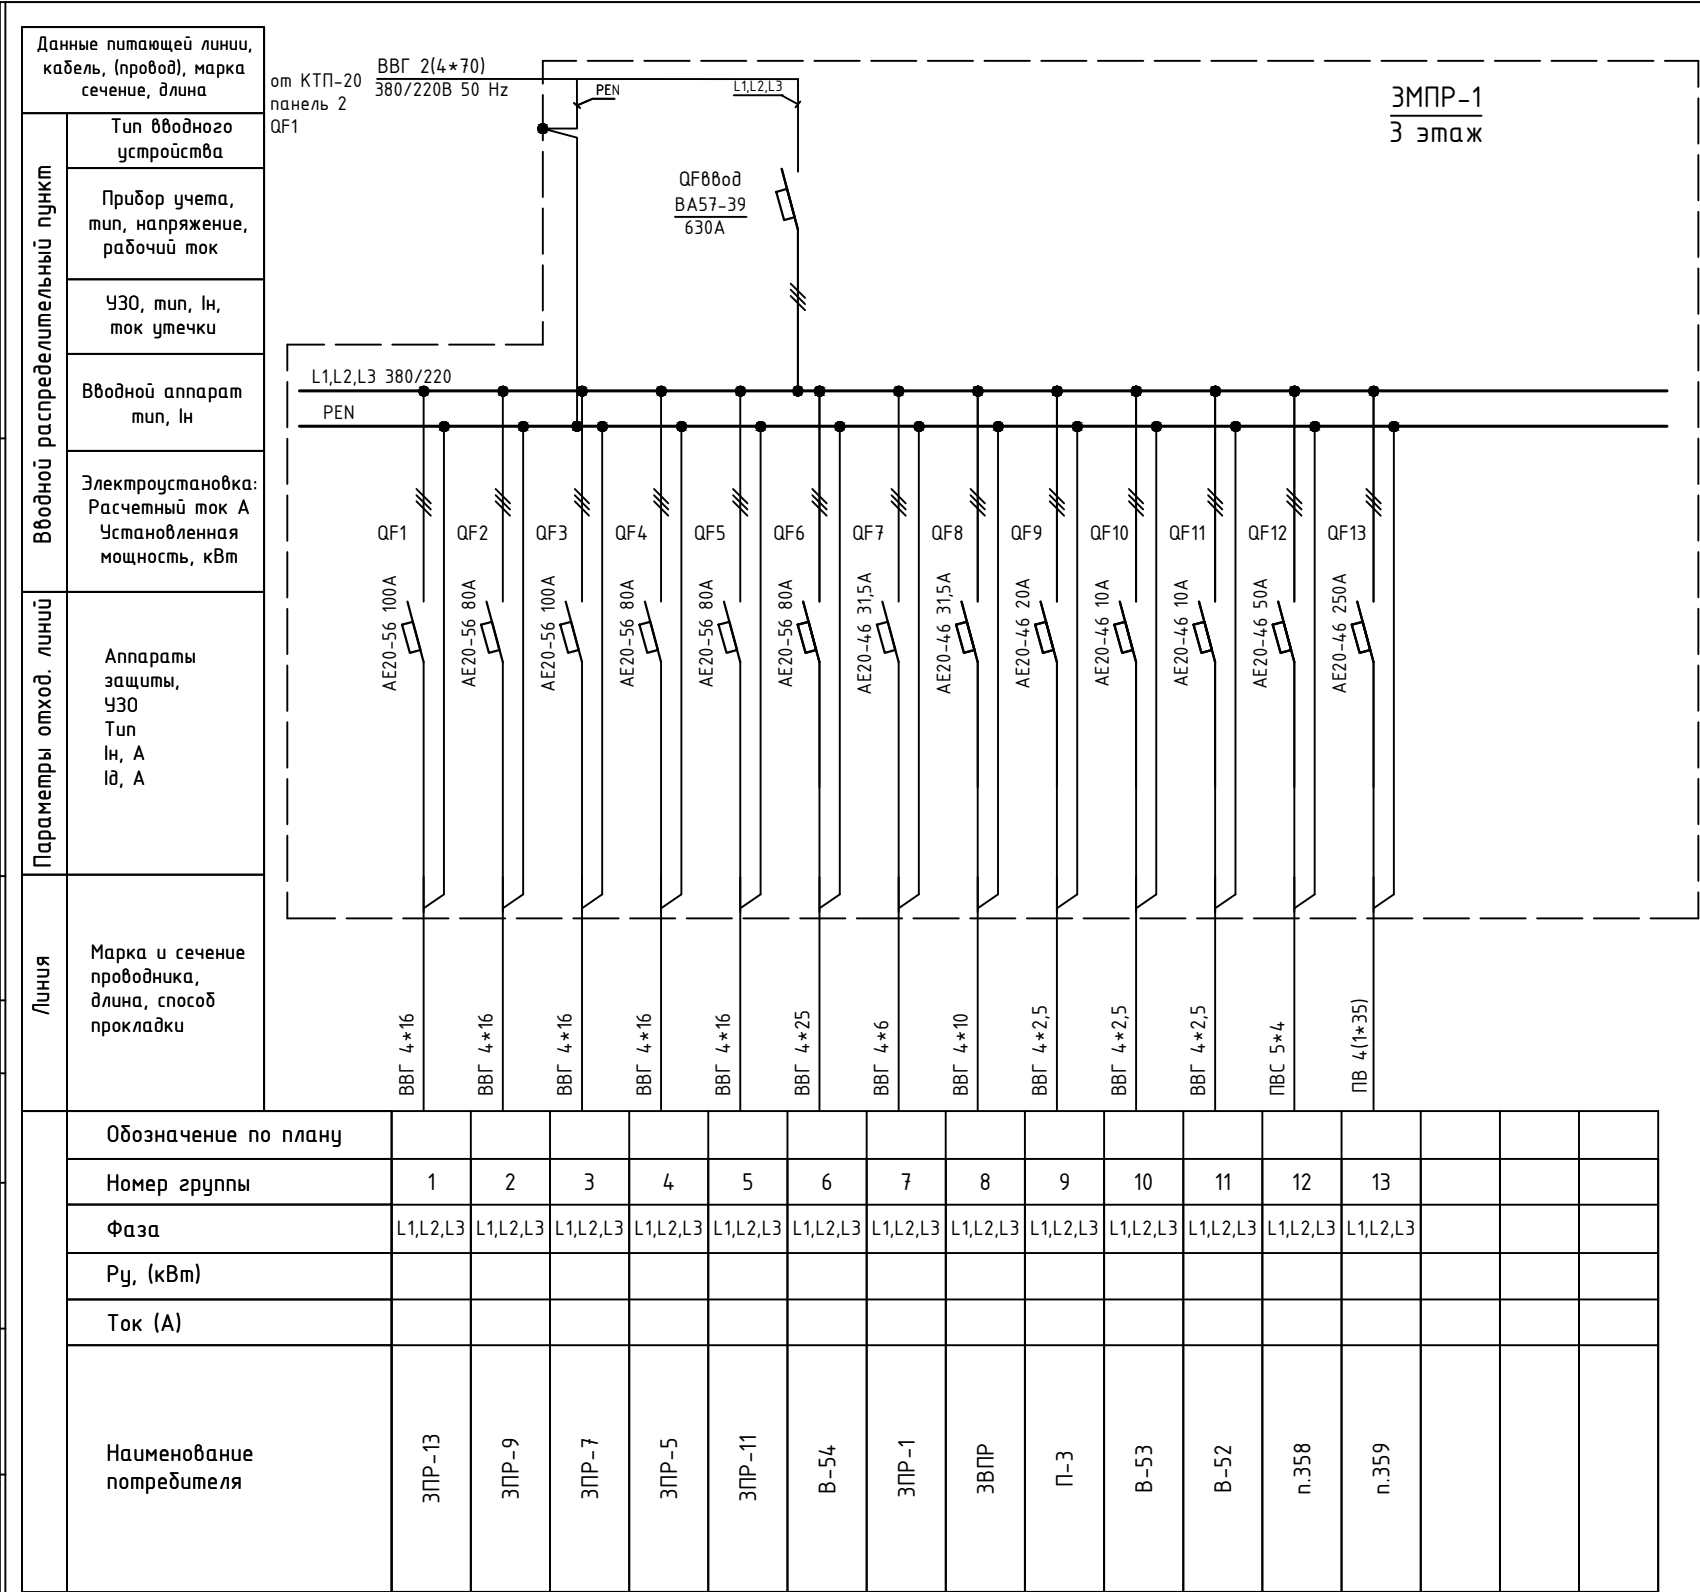 Данные питающей линии,
кабель, (провод), марка
сечение, длина
от КТП-20
панель 2
QF1
ВВГ 2(4*70)
380/220В 50 Hz
PEN
L1,L2,L3
3МПР-1
3 этаж
Вводной распределительный пункт
Тип вводного
устройства
Прибор учета,
тип, напряжение,
рабочий ток
УЗО, тип, Iн,
ток утечки
Вводной аппарат
тип, Iн
Электроустановка:
Расчетный ток А
Установленная
мощность, кВт
QFввод
ВА57-39
630А
L1,L2,L3 380/220
PEN
QF1
QF2
QF3
QF4
QF5
QF6
QF7
QF8
QF9
QF10
QF11
QF12
QF13
Параметры отход. линий
Аппараты
защиты,
УЗО
Тип
Iн, А
Iд, А
АЕ20-56 100А
АЕ20-56 80А
АЕ20-56 100А
АЕ20-56 80А
АЕ20-56 80А
АЕ20-56 80А
АЕ20-46 31,5А
АЕ20-46 31,5А
АЕ20-46 20А
АЕ20-46 10А
АЕ20-46 10А
АЕ20-46 50А
АЕ20-46 250А
Линия
Марка и сечение
проводника,
длина, способ
прокладки
ВВГ 4*16
ВВГ 4*16
ВВГ 4*16
ВВГ 4*16
ВВГ 4*16
ВВГ 4*25
ВВГ 4*6
ВВГ 4*10
ВВГ 4*2,5
ВВГ 4*2,5
ВВГ 4*2,5
ПВС 5*4
ПВ 4(1*35)
Обозначение по плану
Номер группы 1 2 3 4 5 6 7 8 9 10 11 12 13
Фаза L1,L2,L3 L1,L2,L3 L1,L2,L3 L1,L2,L3 L1,L2,L3 L1,L2,L3 L1,L2,L3 L1,L2,L3 L1,L2,L3 L1,L2,L3 L1,L2,L3 L1,L2,L3 L1,L2,L3
Ру, (кВт)
Ток (А)
Наименование
потребителя
3ПР-13
3ПР-9
3ПР-7
3ПР-5
3ПР-11
В-54
3ПР-1
3ВПР
П-3
В-53
В-52
п.358
п.359